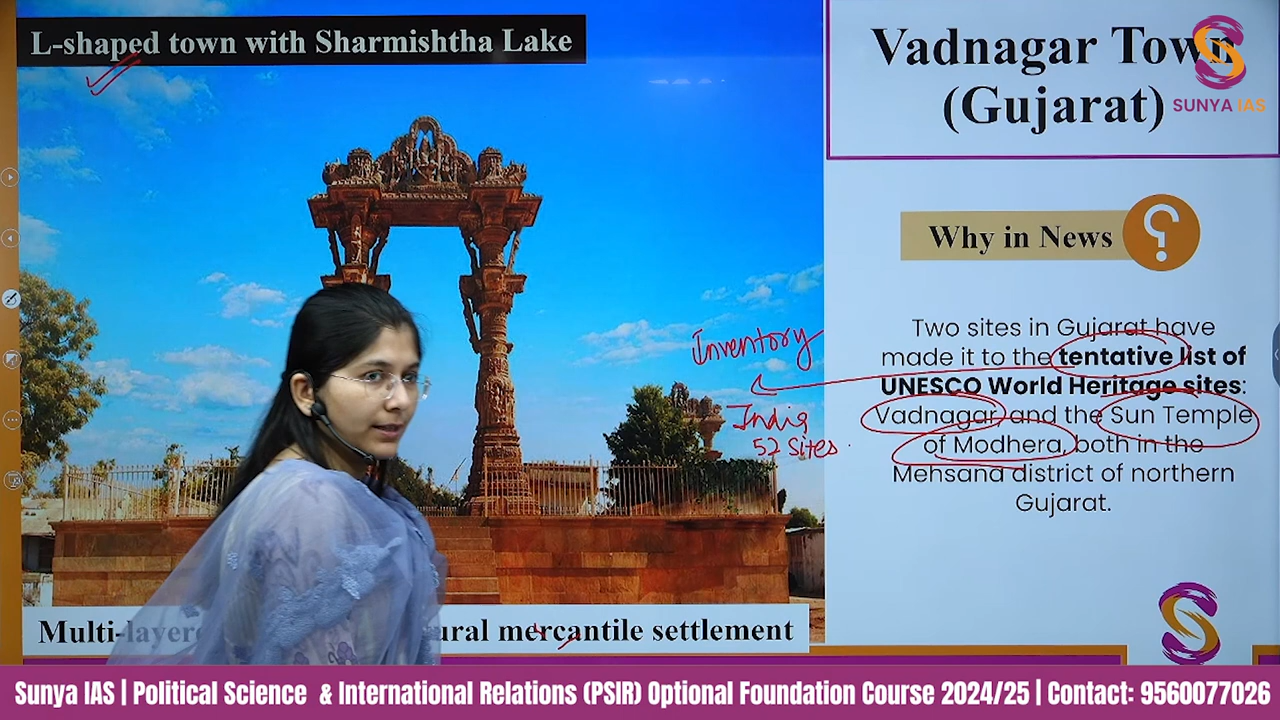 L-shaped town with Sharmishtha Lake
Vadnagar Town
(Gujarat)
SUNYA IAS
Why in News
?
Two sites in Gujarat have
made it to the tentative list of
UNESCO World Heritage sites:
Vadnagar, and the Sun Temple
of Modhera, both in the
Mehsana district of northern
Gujarat.
Inventory
India
52 Sites.
Multi-layere ural mercantile settlement
Sunya IAS | Political Science & International Relations (PSIR) Optional Foundation Course 2024/25 | Contact: 9560077026